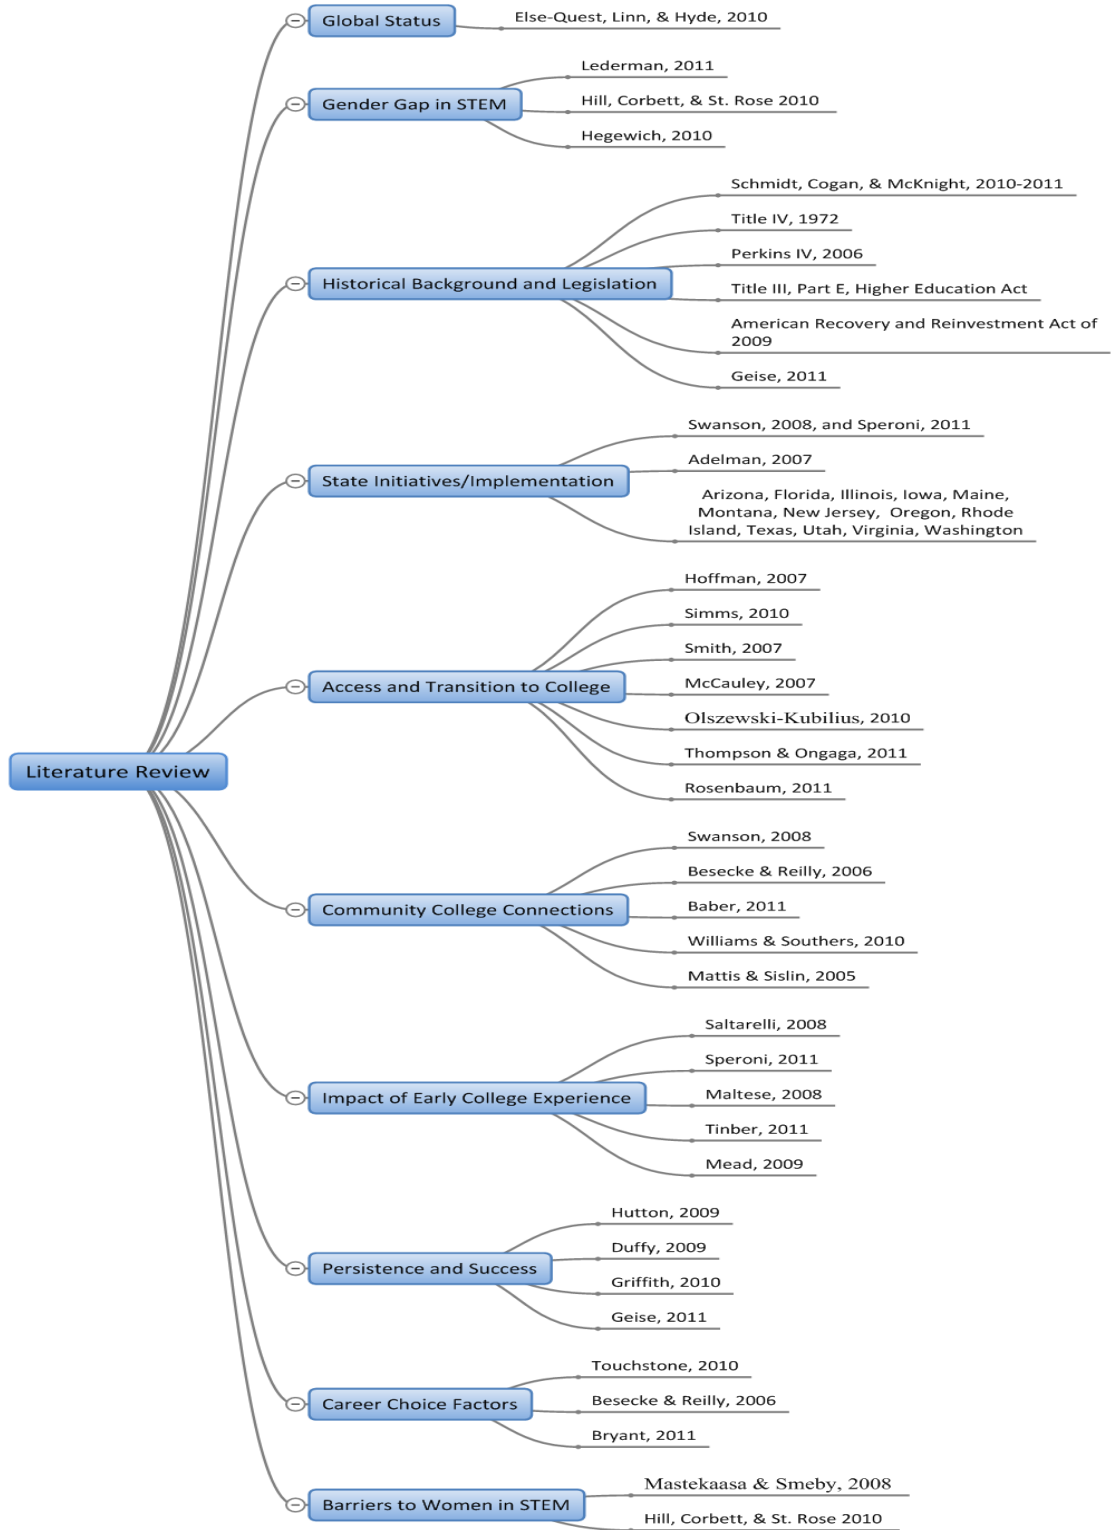 Literature Review
Global Status
Else-Quest, Linn, & Hyde, 2010
Gender Gap in STEM
Lederman, 2011
Hill, Corbett, & St. Rose 2010
Hegewich, 2010
Historical Background and Legislation
Schmidt, Cogan, & McKnight, 2010-2011
Title IV, 1972
Perkins IV, 2006
Title III, Part E, Higher Education Act
American Recovery and Reinvestment Act of
2009
Geise, 2011
State Initiatives/Implementation
Swanson, 2008, and Speroni, 2011
Adelman, 2007
Arizona, Florida, Illinois, Iowa, Maine,
Montana, New Jersey, Oregon, Rhode
Island, Texas, Utah, Virginia, Washington
Access and Transition to College
Hoffman, 2007
Simms, 2010
Smith, 2007
McCauley, 2007
Olszewski-Kubilius, 2010
Thompson & Ongaga, 2011
Rosenbaum, 2011
Community College Connections
Swanson, 2008
Besecke & Reilly, 2006
Baber, 2011
Williams & Southers, 2010
Mattis & Sislin, 2005
Impact of Early College Experience
Saltarelli, 2008
Speroni, 2011
Maltese, 2008
Tinber, 2011
Mead, 2009
Persistence and Success
Hutton, 2009
Duffy, 2009
Griffith, 2010
Geise, 2011
Career Choice Factors
Touchstone, 2010
Besecke & Reilly, 2006
Bryant, 2011
Barriers to Women in STEM
Mastekaasa & Smeby, 2008
Hill, Corbett, & St. Rose 2010